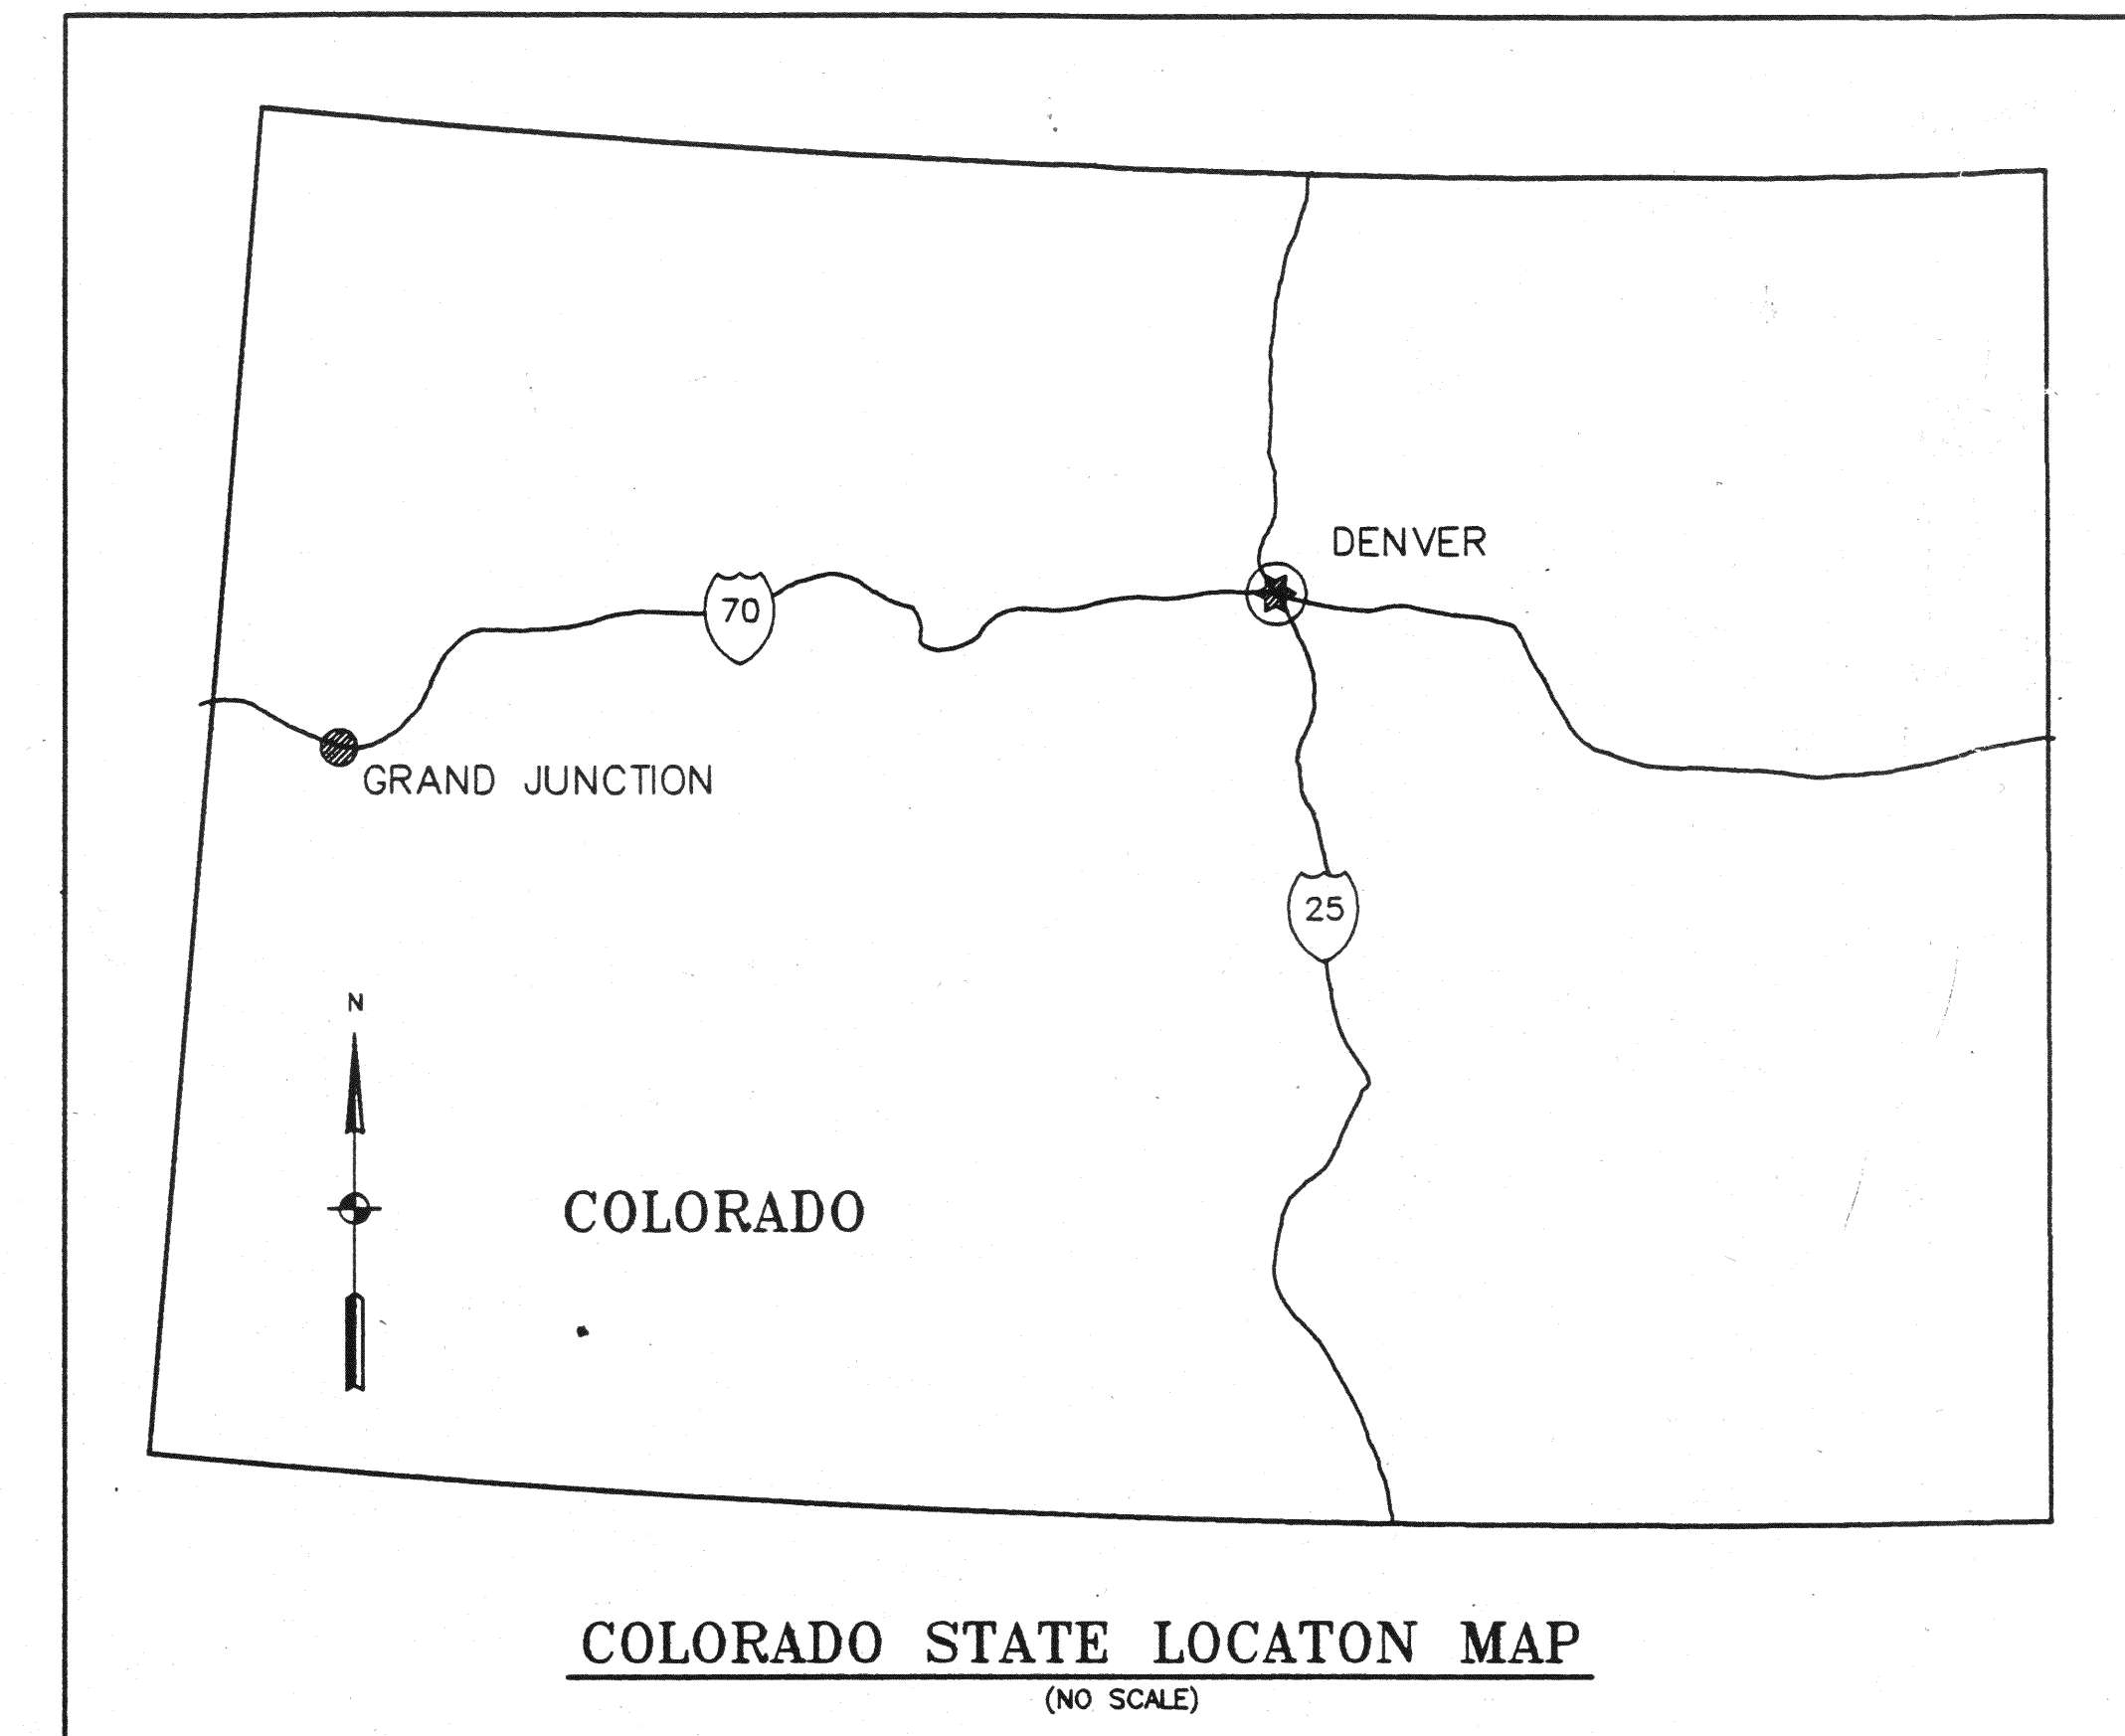 DENVER
70
GRAND JUNCTION
25
N
COLORADO
COLORADO STATE LOCATON MAP
(NO SCALE)